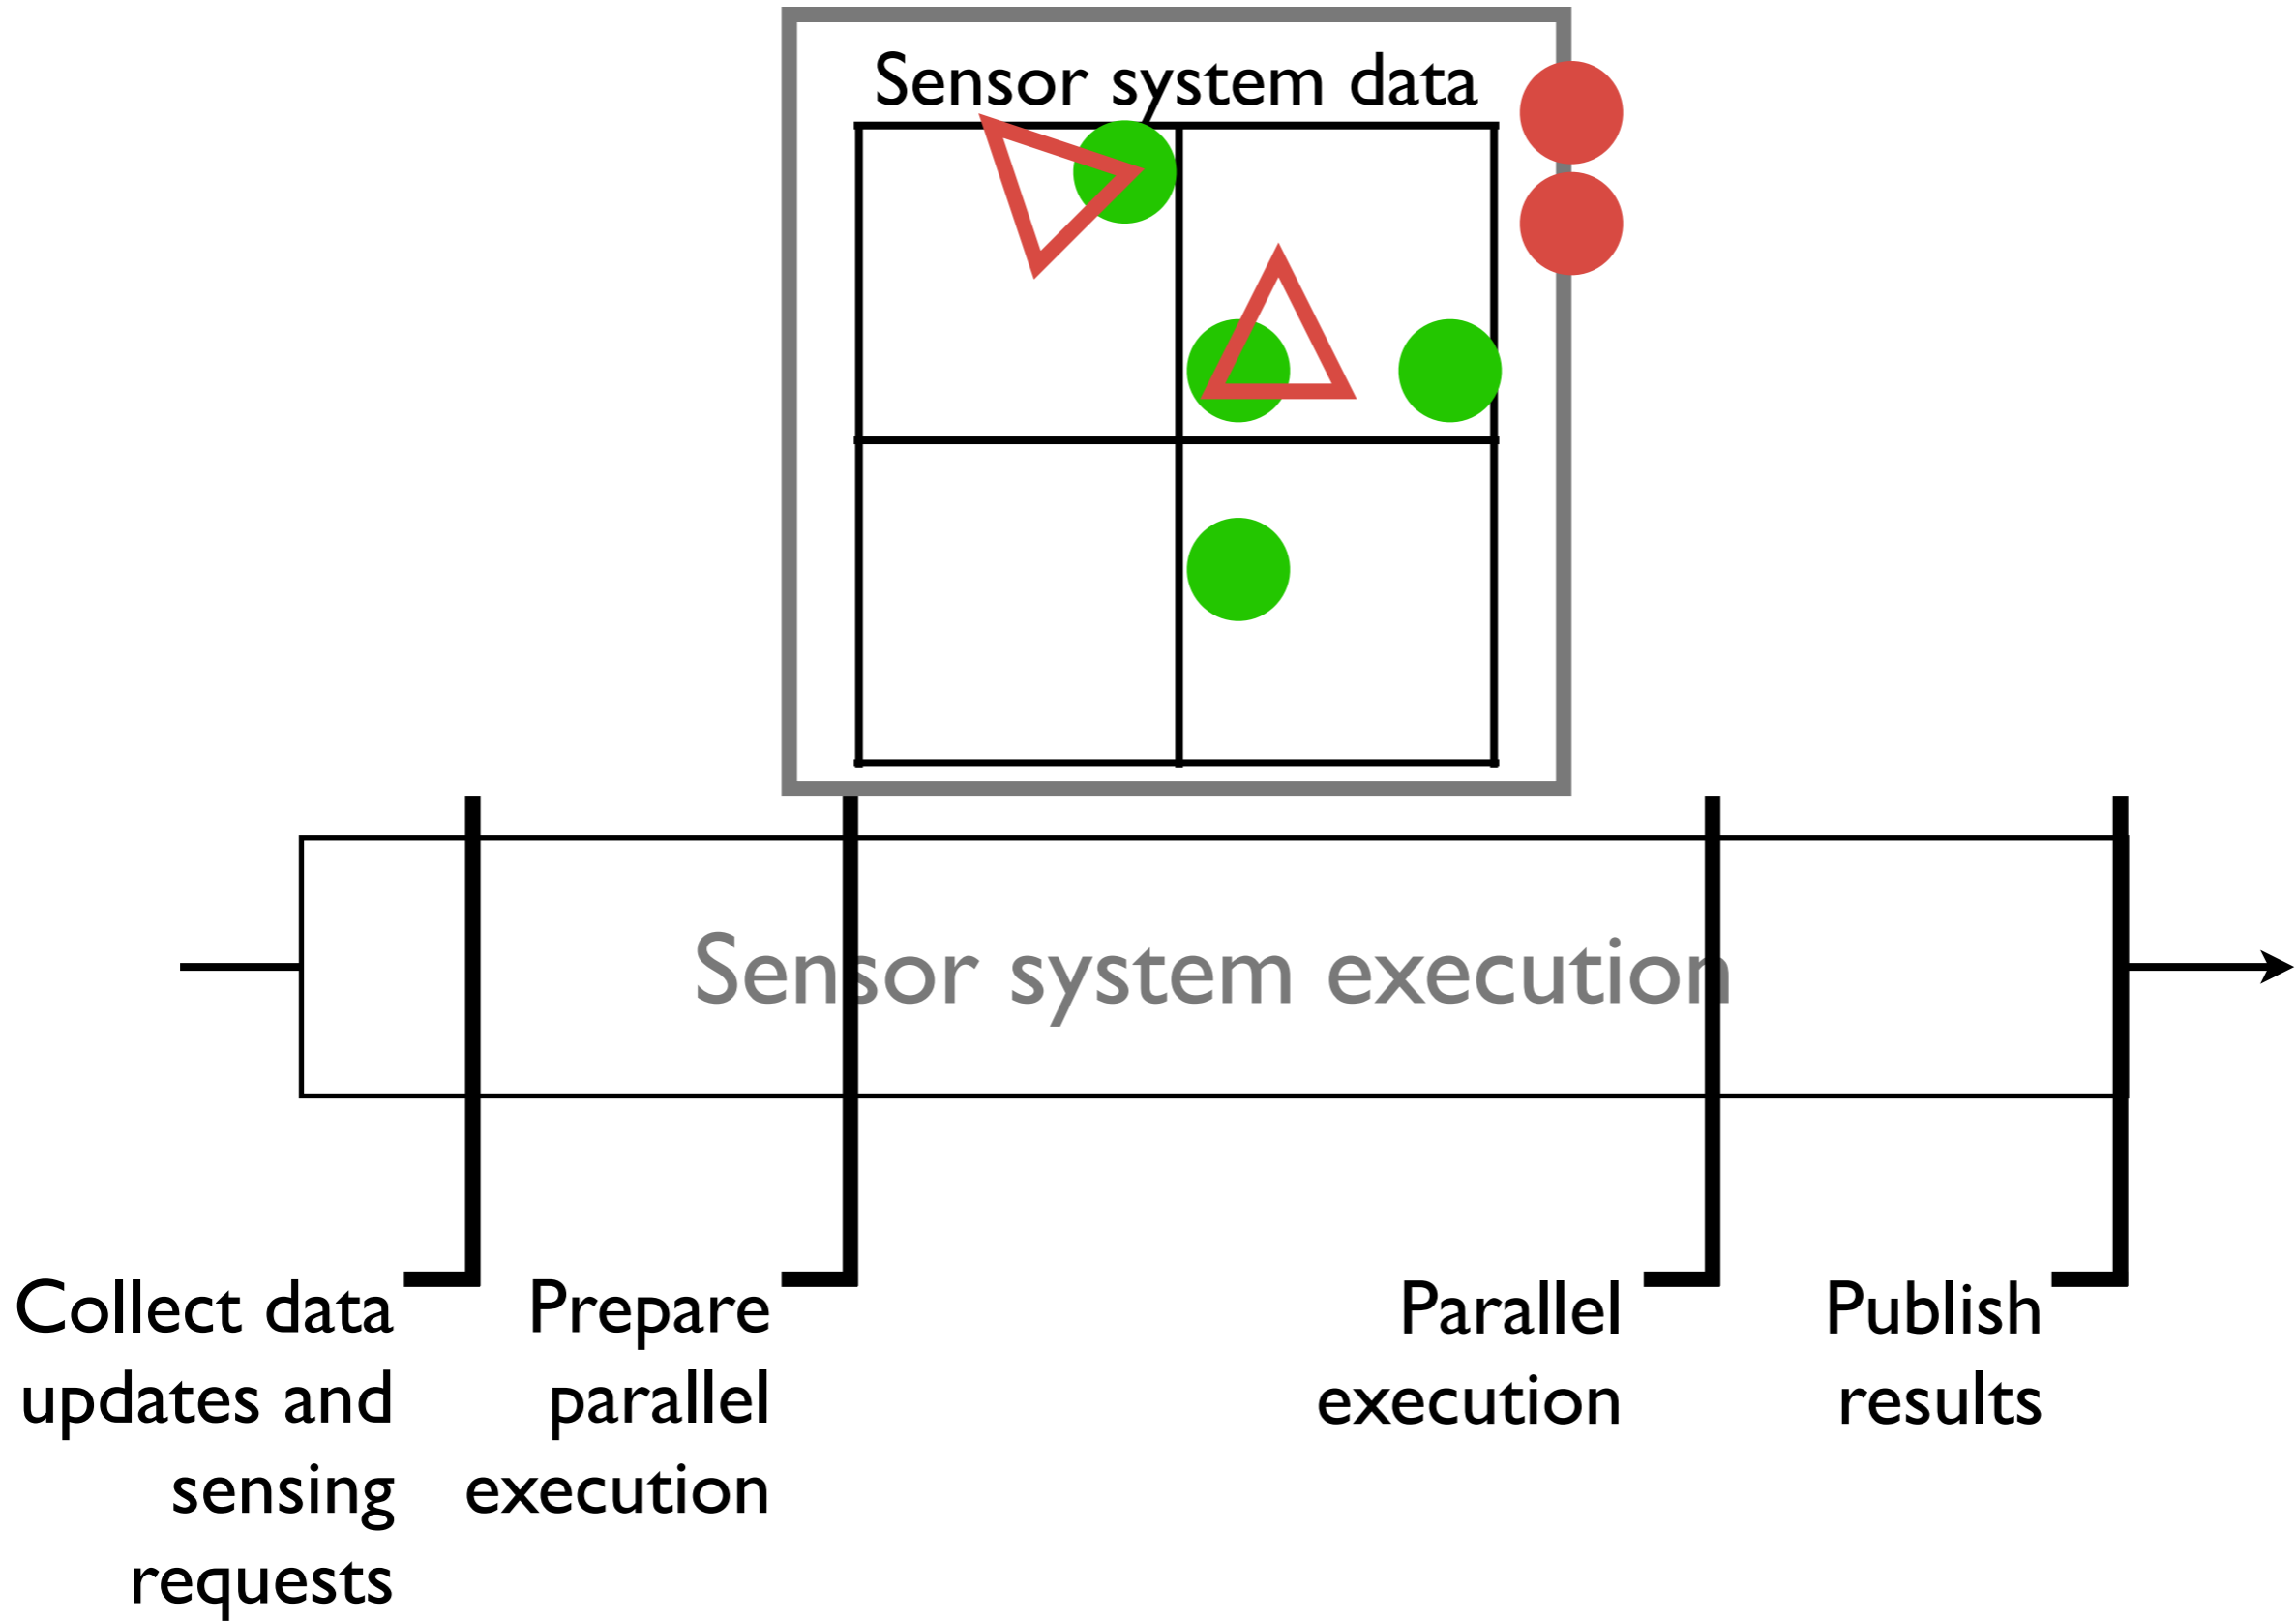 Sensor system data
Sensor system execution
Collect data
updates and
sensing
requests
Prepare
parallel
execution
Parallel
execution
Publish
results